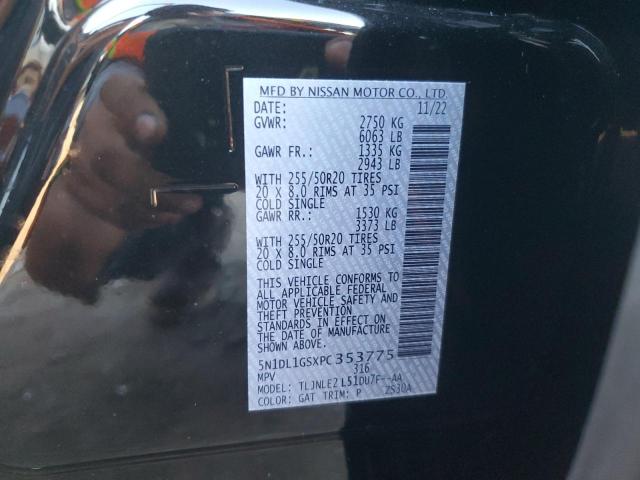 MFD BY NISSAN MOTOR CO., LTD.
DATE: 11/22
GVWR: 2750 KG
6063 LB
GAWR FR.: 1335 KG
2943 LB
WITH 255/50R20 TIRES
20 X 8.0 RIMS AT 35 PSI
COLD SINGLE
GAWR RR.: 1530 KG
3373 LB
WITH 255/50R20 TIRES
20 X 8.0 RIMS AT 35 PSI
COLD SINGLE
THIS VEHICLE CONFORMS TO
ALL APPLICABLE FEDERAL
MOTOR VEHICLE SAFETY AND
THEFT PREVENTION
STANDARDS IN EFFECT ON
THE DATE OF MANUFACTURE
SHOWN ABOVE.
5N1DL1GSXPC353775
MPV 316
MODEL: TLJNLE2L51DU7F--AA
COLOR: GAT TRIM: P ZS30A